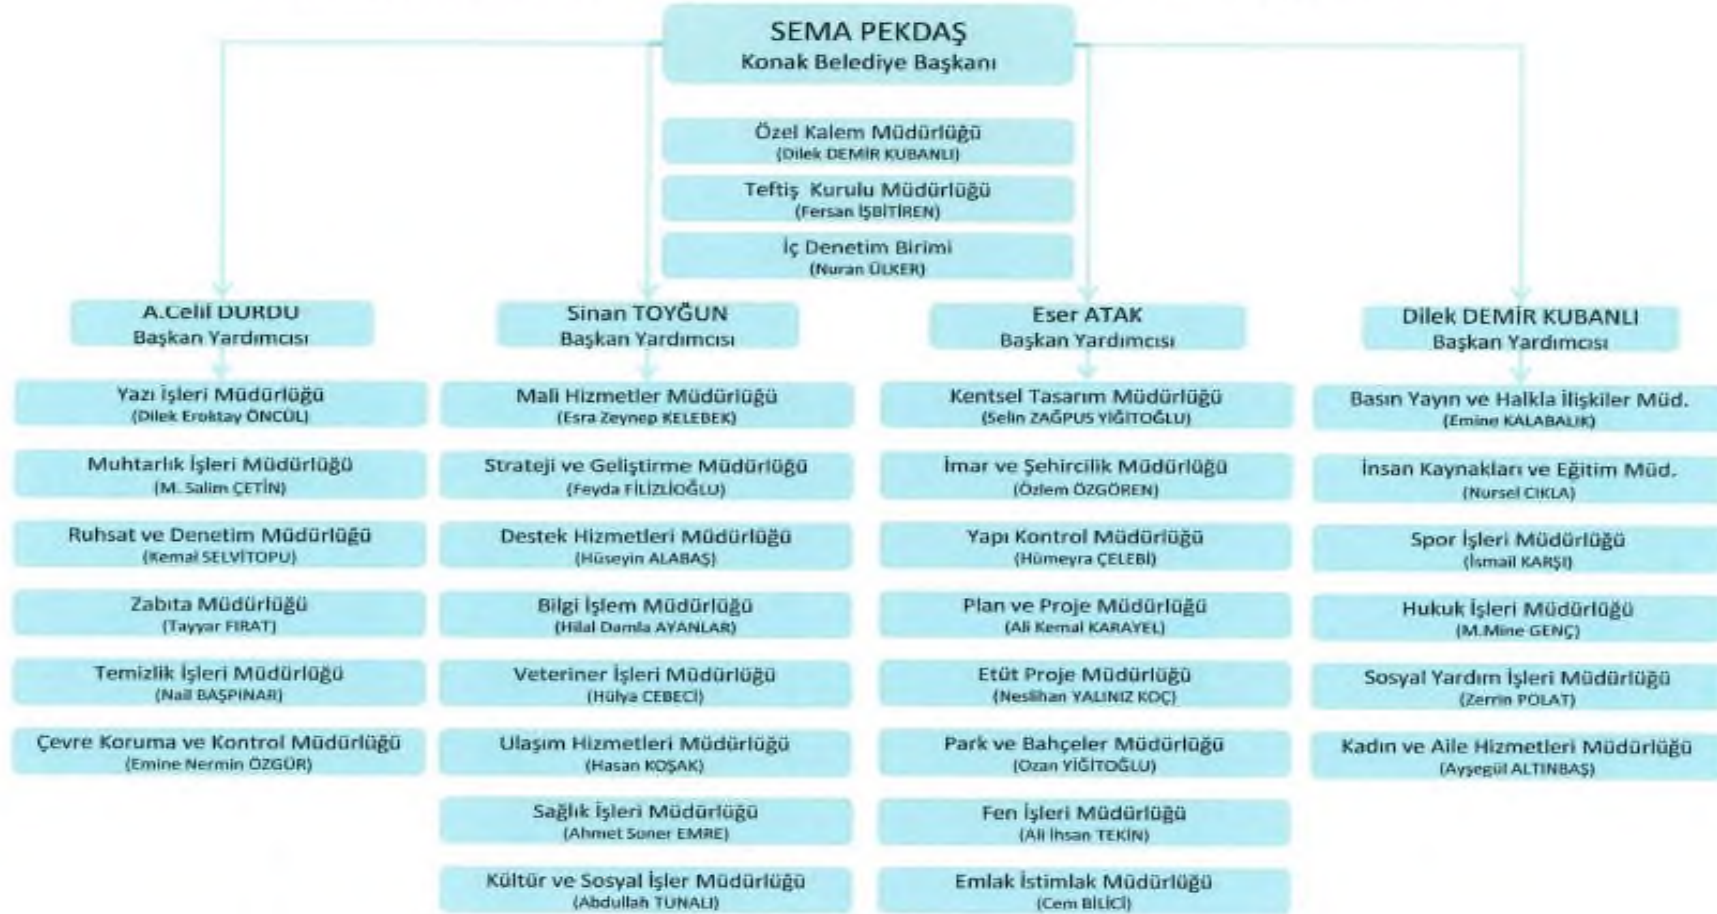 SEMA PEKDAŞ
Konak Belediye Başkanı
Özel Kalem Müdürlüğü
(Dilek DEMİR KUBANLI)
Teftiş Kurulu Müdürlüğü
(Fersan İŞBİTİREN)
İç Denetim Birimi
(Nuran ÜLKER)
A.Celil DURDU
Başkan Yardımcısı
Yazı İşleri Müdürlüğü
(Dilek Eroktay ÖNCÜL)
Muhtarlık İşleri Müdürlüğü
(M. Salim ÇETİN)
Ruhsat ve Denetim Müdürlüğü
(Kemal SELVİTOPU)
Zabıta Müdürlüğü
(Tayyar FIRAT)
Temizlik İşleri Müdürlüğü
(Nail BAŞPINAR)
Çevre Koruma ve Kontrol Müdürlüğü
(Emine Nermin ÖZGÜR)
Sinan TOYĞUN
Başkan Yardımcısı
Mali Hizmetler Müdürlüğü
(Esra Zeynep KELEBEK)
Strateji ve Geliştirme Müdürlüğü
(Feyda FİLİZLİOĞLU)
Destek Hizmetleri Müdürlüğü
(Hüseyin ALABAŞ)
Bilgi İşlem Müdürlüğü
(Hilal Damla AYANLAR)
Veteriner İşleri Müdürlüğü
(Hülya CEBECİ)
Ulaşım Hizmetleri Müdürlüğü
(Hasan KOŞAK)
Sağlık İşleri Müdürlüğü
(Ahmet Soner EMRE)
Kültür ve Sosyal İşler Müdürlüğü
(Abdullah TUNALI)
Eser ATAK
Başkan Yardımcısı
Kentsel Tasarım Müdürlüğü
(Selin ZAĞPUS YİĞİTOĞLU)
İmar ve Şehircilik Müdürlüğü
(Özlem ÖZGÖREN)
Yapı Kontrol Müdürlüğü
(Hümeyra ÇELEBİ)
Plan ve Proje Müdürlüğü
(Ali Kemal KARAYEL)
Etüt Proje Müdürlüğü
(Neslihan YALINIZ KOÇ)
Park ve Bahçeler Müdürlüğü
(Ozan YİĞİTOĞLU)
Fen İşleri Müdürlüğü
(Ali İhsan TEKİN)
Emlak İstimlak Müdürlüğü
(Cem BİLİCİ)
Dilek DEMİR KUBANLI
Başkan Yardımcısı
Basın Yayın ve Halkla İlişkiler Müd.
(Emine KALABALIK)
İnsan Kaynakları ve Eğitim Müd.
(Nursel CIKLA)
Spor İşleri Müdürlüğü
(İsmail KARŞI)
Hukuk İşleri Müdürlüğü
(M.Mine GENÇ)
Sosyal Yardım İşleri Müdürlüğü
(Zerrin POLAT)
Kadın ve Aile Hizmetleri Müdürlüğü
(Ayşegül ALTINBAŞ)